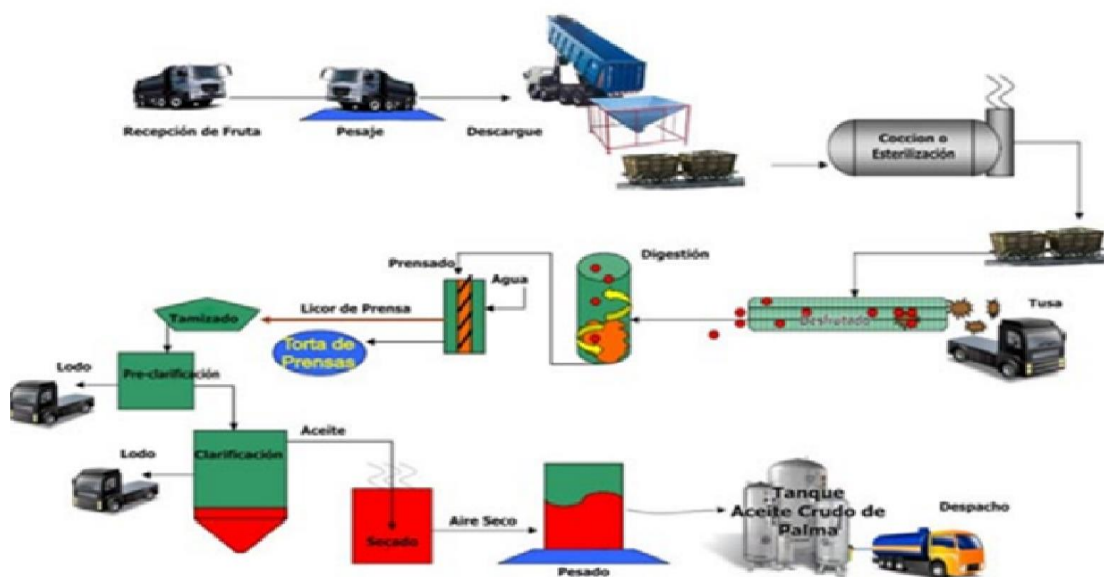 Recepción de Fruta
Pesaje
Descargue
Coccion o
Esterilización
Prensado
Agua
Digestión
Desfrutado
Tusa
Licor de Prensa
Tamizado
Torta de
Prensas
Lodo
Pre-clarificación
Lodo
Clarificación
Aceite
Secado
Aire Seco
Pesado
Tanque
Aceite Crudo de
Palma
Despacho